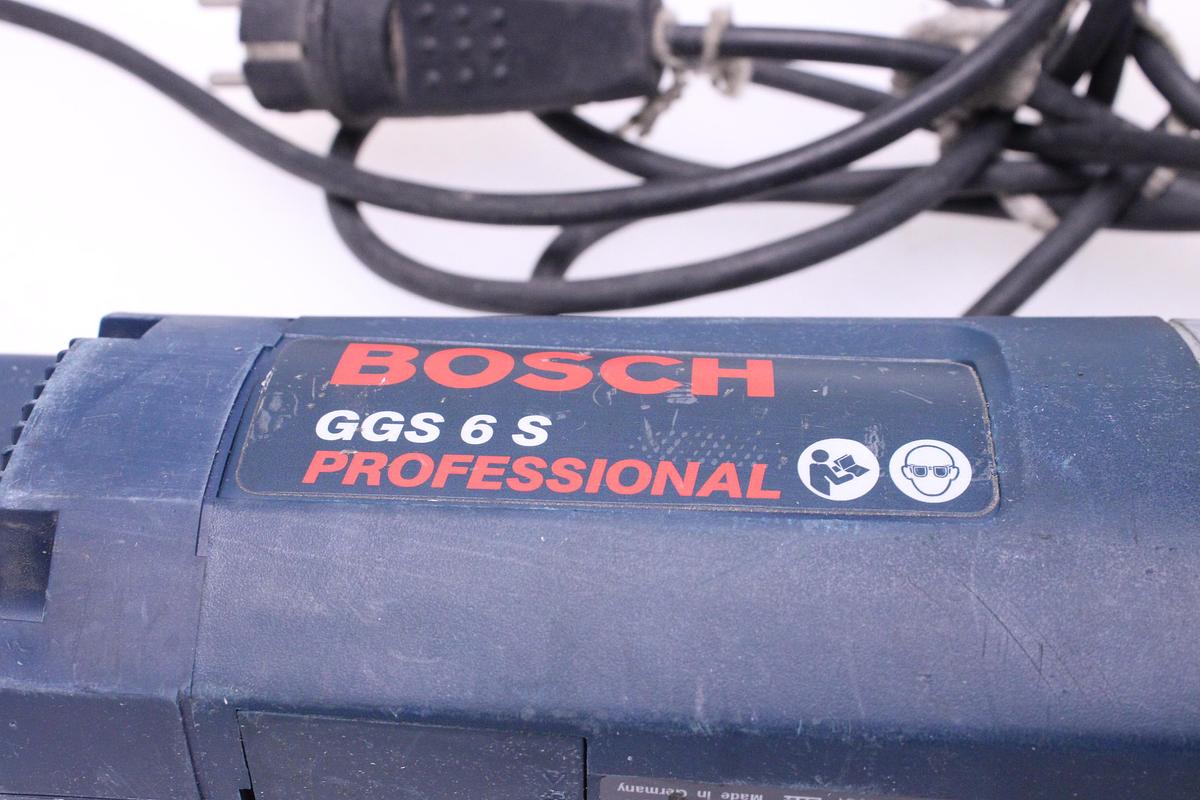 BOSCH
GGS 6 S
PROFESSIONAL
Made in Germany